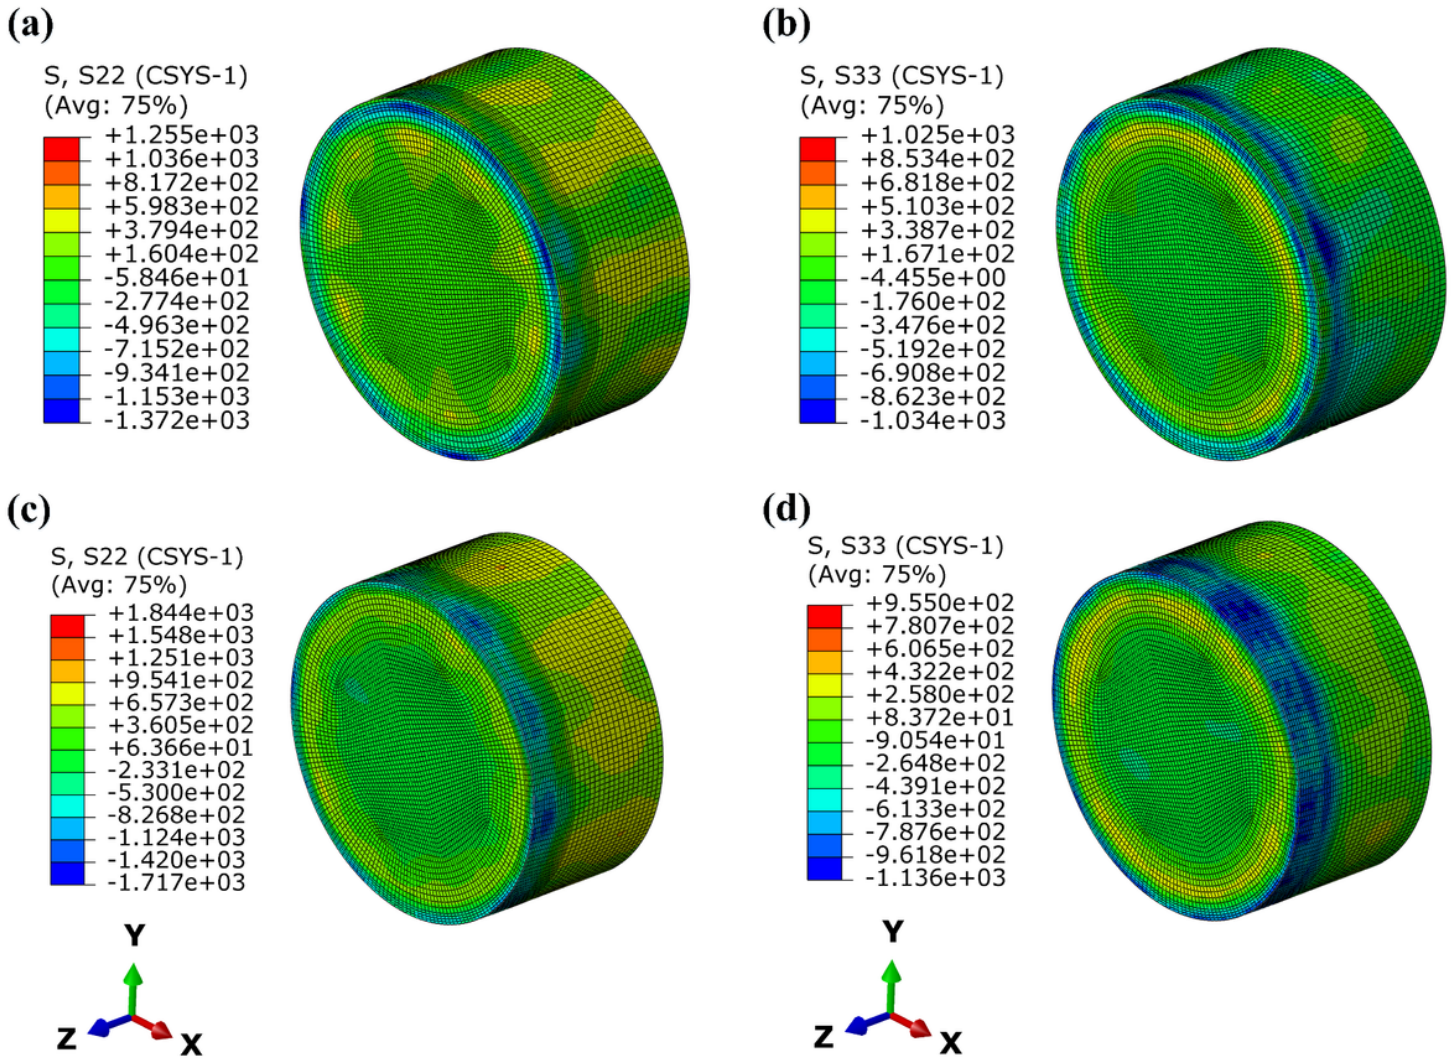 (a)
S, S22 (CSYS-1)
(Avg: 75%)
+1.255e+03
+1.036e+03
+8.172e+02
+5.983e+02
+3.794e+02
+1.604e+02
-5.846e+01
-2.774e+02
-4.963e+02
-7.152e+02
-9.341e+02
-1.153e+03
-1.372e+03
(b)
S, S33 (CSYS-1)
(Avg: 75%)
+1.025e+03
+8.534e+02
+6.818e+02
+5.103e+02
+3.387e+02
+1.671e+02
-4.455e+00
-1.760e+02
-3.476e+02
-5.192e+02
-6.908e+02
-8.623e+02
-1.034e+03
(c)
S, S22 (CSYS-1)
(Avg: 75%)
+1.844e+03
+1.548e+03
+1.251e+03
+9.541e+02
+6.573e+02
+3.605e+02
+6.366e+01
-2.331e+02
-5.300e+02
-8.268e+02
-1.124e+03
-1.420e+03
-1.717e+03
Y
Z
X
(d)
S, S33 (CSYS-1)
(Avg: 75%)
+9.550e+02
+7.807e+02
+6.065e+02
+4.322e+02
+2.580e+02
+8.372e+01
-9.054e+01
-2.648e+02
-4.391e+02
-6.133e+02
-7.876e+02
-9.618e+02
-1.136e+03
Y
Z
X